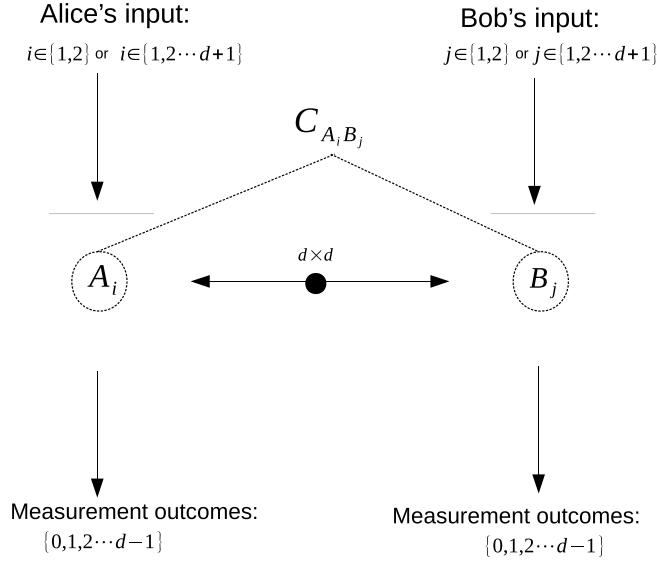 Alice's input:
Bob's input:
i∈{1,2} or i∈{1,2⋯d+1}
j∈{1,2} or j∈{1,2⋯d+1}
C_{A_i B_j}
d×d
A_i
B_j
Measurement outcomes:
{0,1,2⋯d−1}
Measurement outcomes:
{0,1,2⋯d−1}